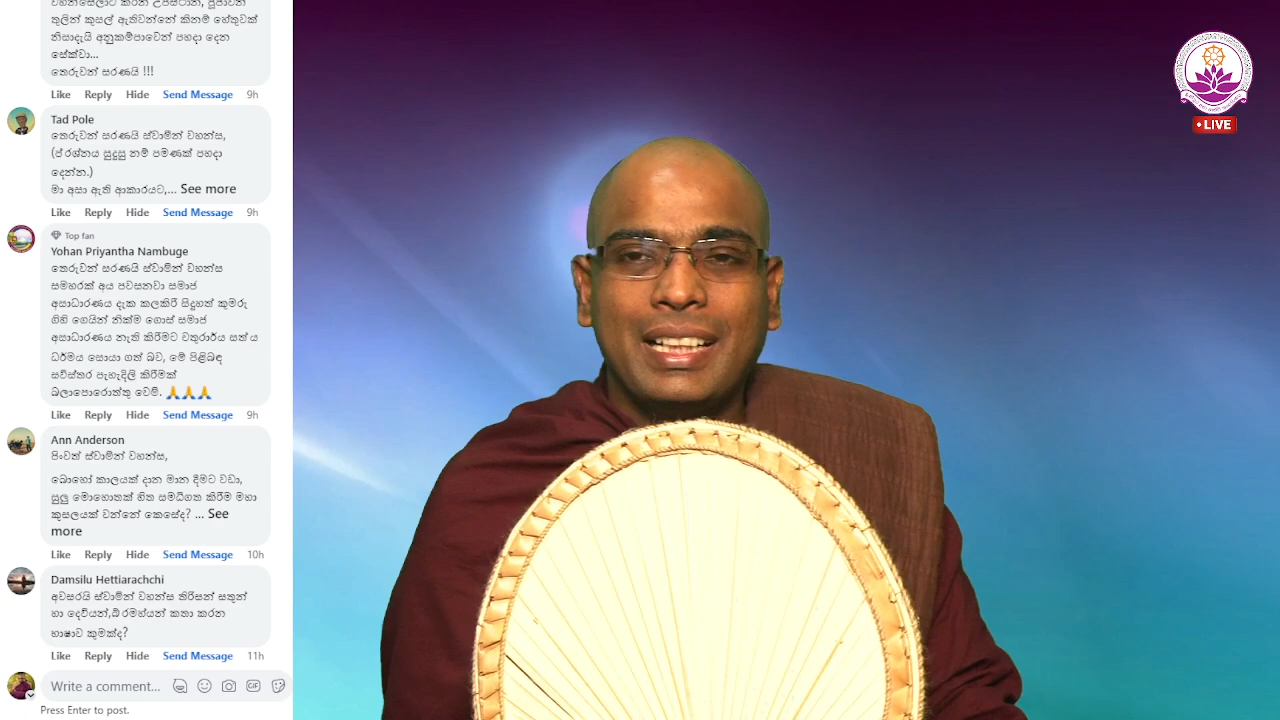 වහන්සේලාට කරන උපස්ථාන, පූජාවන්
තුලින් කුසල් ඇතිවන්නේ කිනම් හේතුවක්
නිසාදැයි අනුකම්පාවෙන් පහදා දෙන
සේක්වා...
තෙරුවන් සරණයි !!!
Like Reply Hide Send Message 9h
Tad Pole
තෙරුවන් සරණයි ස්වාමින් වහන්ස,
(ප්‍රශ්නය සුදුසු නම් පමණක් පහදා
දෙන්න.)
මා අසා ඇති ආකාරයට,... See more
Like Reply Hide Send Message 9h
Top fan
Yohan Priyantha Nambuge
තෙරුවන් සරණයි ස්වාමින් වහන්ස
සමහරක් අය පවසනවා සමාජ
අසාධාරණය දැක කලකිරී සිදුහත් කුමරු
ගිහි ගෙයින් නික්ම ගොස් සමාජ
අසාධාරණය නැති කිරීමට චතුරාර්ය සත්‍ය
ධර්මය සොයා ගත් බව, මේ පිළිබඳ
සවිස්තර පැහැදිලි කිරීමක්
බලාපොරොත්තු වෙමි. 🙏🙏🙏
Like Reply Hide Send Message 9h
Ann Anderson
පිංවත් ස්වාමින් වහන්ස,
බොහෝ කාලයක් දාන මාන දීමට වඩා,
සුලු මොහොතක් හිත සමධිගත කිරීම මහා
කුසලයක් වන්නේ කෙසේද? ... See
more
Like Reply Hide Send Message 10h
Damsilu Hettiarachchi
අවසරයි ස්වාමින් වහන්ස තිරිසන් සතුන්
හා දෙවියන්,බ්‍රහ්මයන් කතා කරන
භාෂාව කුමක්ද?
Like Reply Hide Send Message 11h
Write a comment... GIF
Press Enter to post.
• LIVE